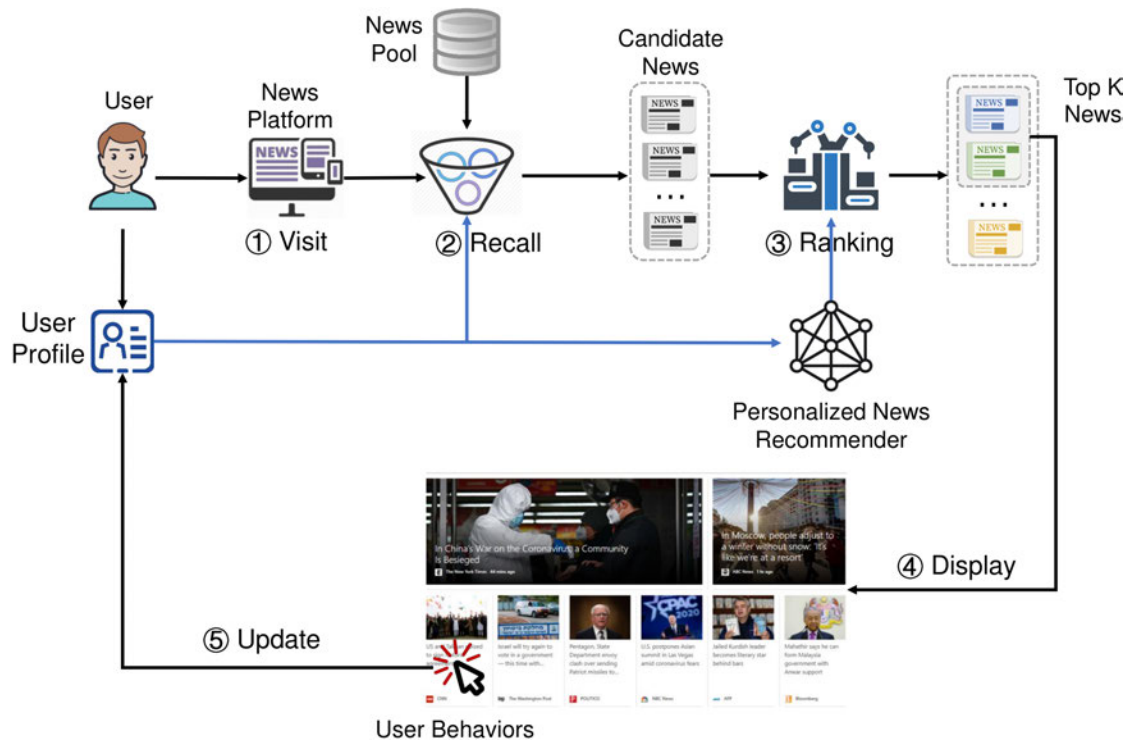 News
Pool
Candidate
News
Top K
News
User
News
Platform
NEWS
NEWS
NEWS
...
NEWS
NEWS
NEWS
...
NEWS
① Visit
② Recall
③ Ranking
User
Profile
Personalized News
Recommender
In China's War on the Coronavirus, a Community
Is Besieged
The New York Times · 40 mins ago
In Moscow, people adjust to
a winter without snow: 'It's
like we're at a resort'
NBC News
④ Display
CPAC
2020
Israel will try again to
vote in a government
— this time with...
Pentagon, State
Department envoy
clash over sending
Patriot missiles to...
U.S. postpones Asian
summit in Las Vegas
amid coronavirus fears
Jailed Kurdish leader
becomes literary star
behind bars
Mahathir says he can
form Malaysia
government with
Anwar support
CNN
The Washington Post
POLITICO
NBC News
AFP
Bloomberg
⑤ Update
User Behaviors